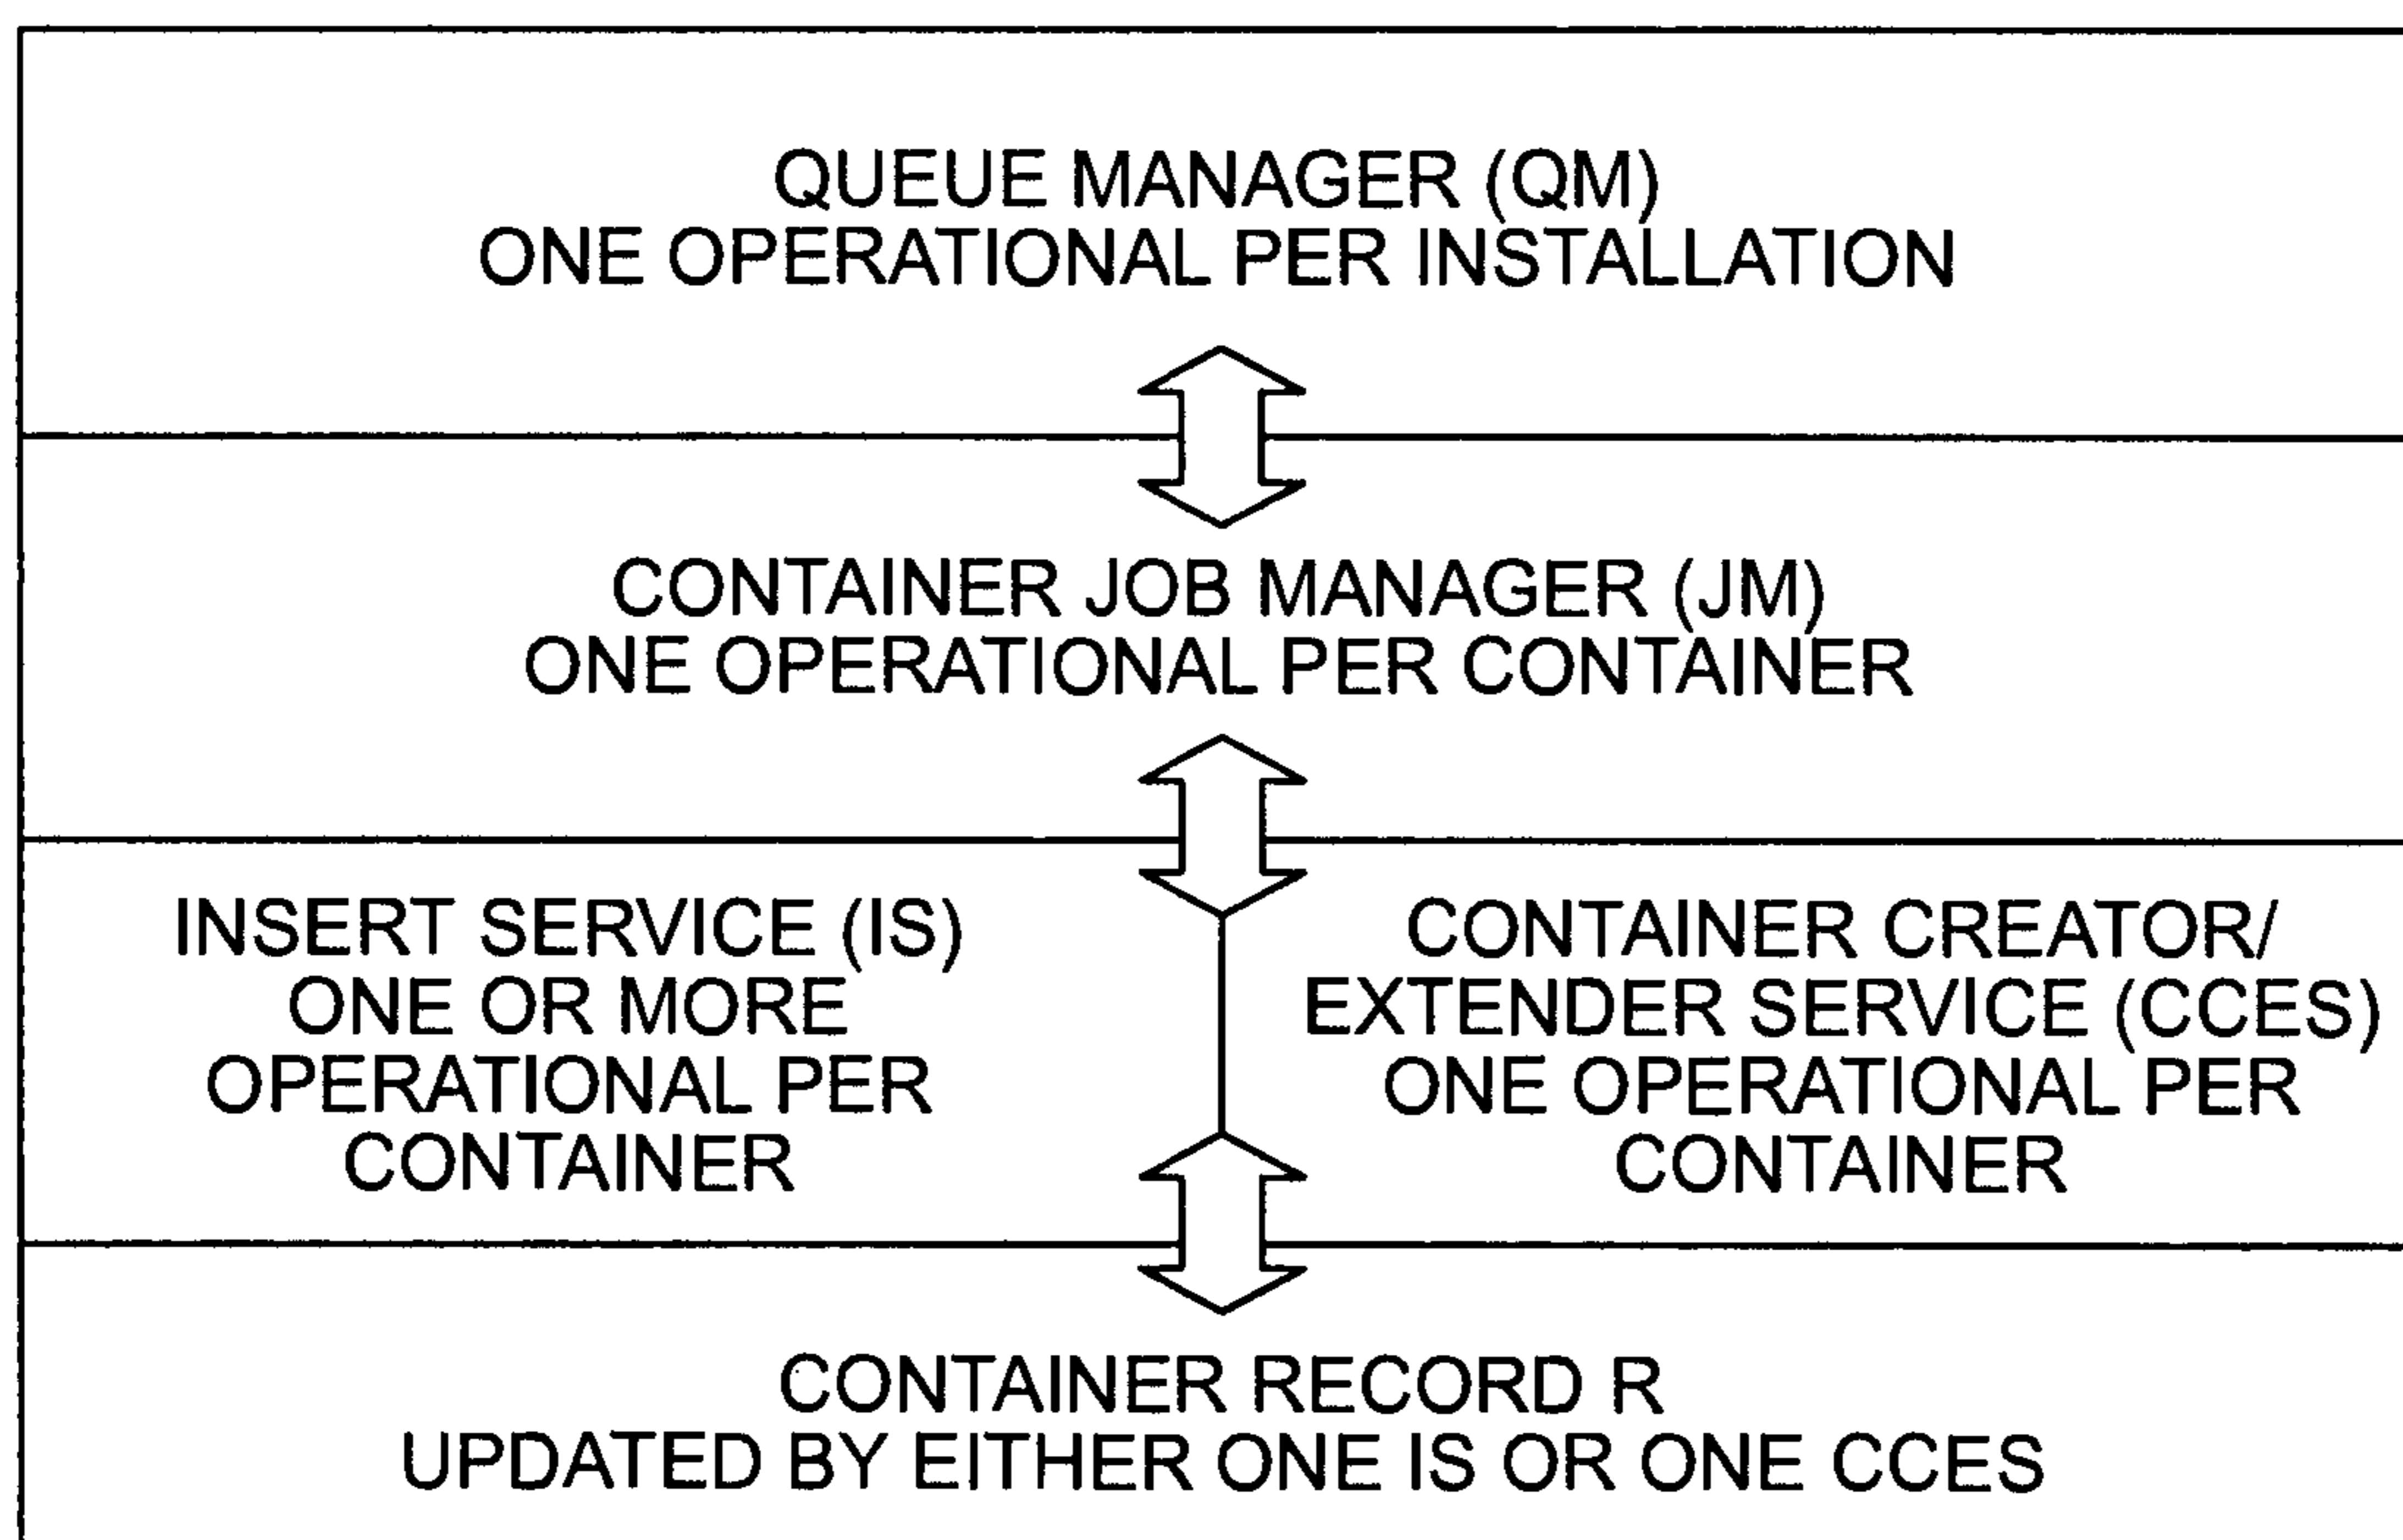 QUEUE MANAGER (QM)
ONE OPERATIONAL PER INSTALLATION
CONTAINER JOB MANAGER (JM)
ONE OPERATIONAL PER CONTAINER
INSERT SERVICE (IS)
ONE OR MORE
OPERATIONAL PER
CONTAINER
CONTAINER CREATOR/
EXTENDER SERVICE (CCES)
ONE OPERATIONAL PER
CONTAINER
CONTAINER RECORD R
UPDATED BY EITHER ONE IS OR ONE CCES